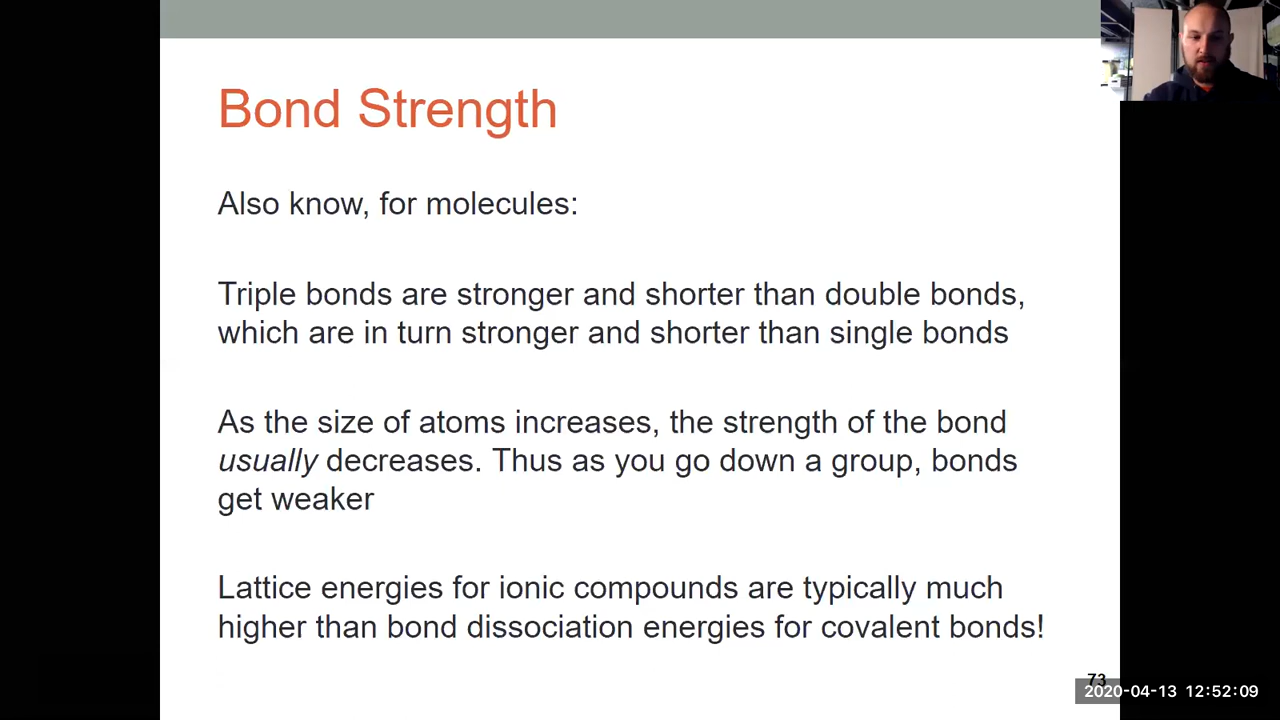 Bond Strength
Also know, for molecules:
Triple bonds are stronger and shorter than double bonds,
which are in turn stronger and shorter than single bonds
As the size of atoms increases, the strength of the bond
usually decreases. Thus as you go down a group, bonds
get weaker
Lattice energies for ionic compounds are typically much
higher than bond dissociation energies for covalent bonds!
73
2020-04-13 12:52:09